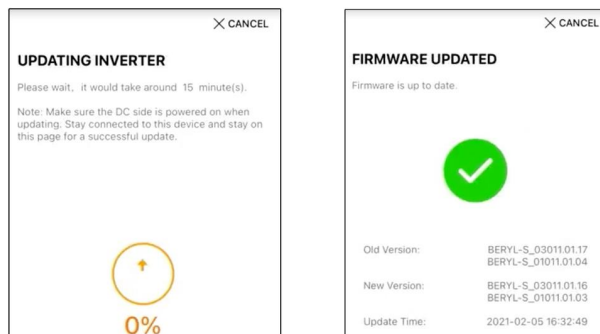 CANCEL
UPDATING INVERTER
Please wait, it would take around 15 minute(s).
Note: Make sure the DC side is powered on when
updating. Stay connected to this device and stay on
this page for a successful update.
0%
CANCEL
FIRMWARE UPDATED
Firmware is up to date.
Old Version: BERYL-S_03011.01.17
BERYL-S_01011.01.04
New Version: BERYL-S_03011.01.16
BERYL-S_01011.01.03
Update Time: 2021-02-05 16:32:49